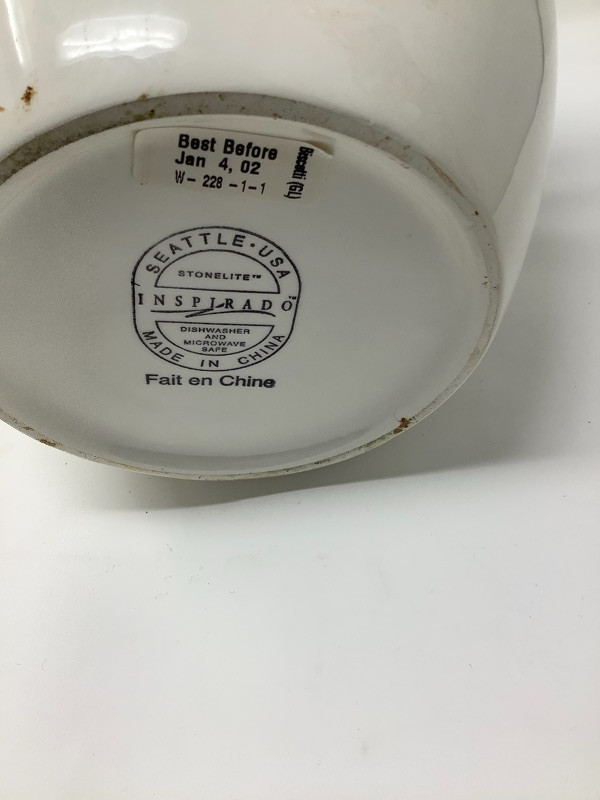 Best Before
Jan 4, 02
W- 228 -1-1
Biscotti (GL)
SEATTLE • USA
STONELITE™
INSPIRADO™
DISHWASHER
AND
MICROWAVE
SAFE
MADE IN CHINA
Fait en Chine